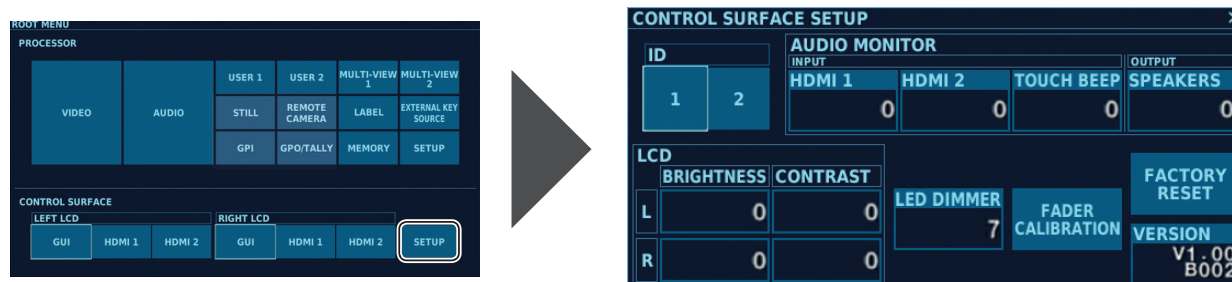 ROOT MENU
PROCESSOR
VIDEO
AUDIO
USER 1
USER 2
MULTI-VIEW 1
MULTI-VIEW 2
STILL
REMOTE CAMERA
LABEL
EXTERNAL KEY SOURCE
GPI
GPO/TALLY
MEMORY
SETUP
CONTROL SURFACE
LEFT LCD
RIGHT LCD
GUI
HDMI 1
HDMI 2
GUI
HDMI 1
HDMI 2
SETUP
CONTROL SURFACE SETUP
ID
1
2
AUDIO MONITOR
INPUT
OUTPUT
HDMI 1
HDMI 2
TOUCH BEEP
SPEAKERS
0
0
0
0
LCD
BRIGHTNESS
CONTRAST
L
0
0
R
0
0
LED DIMMER
7
FADER
CALIBRATION
FACTORY
RESET
VERSION
V1.00
B002